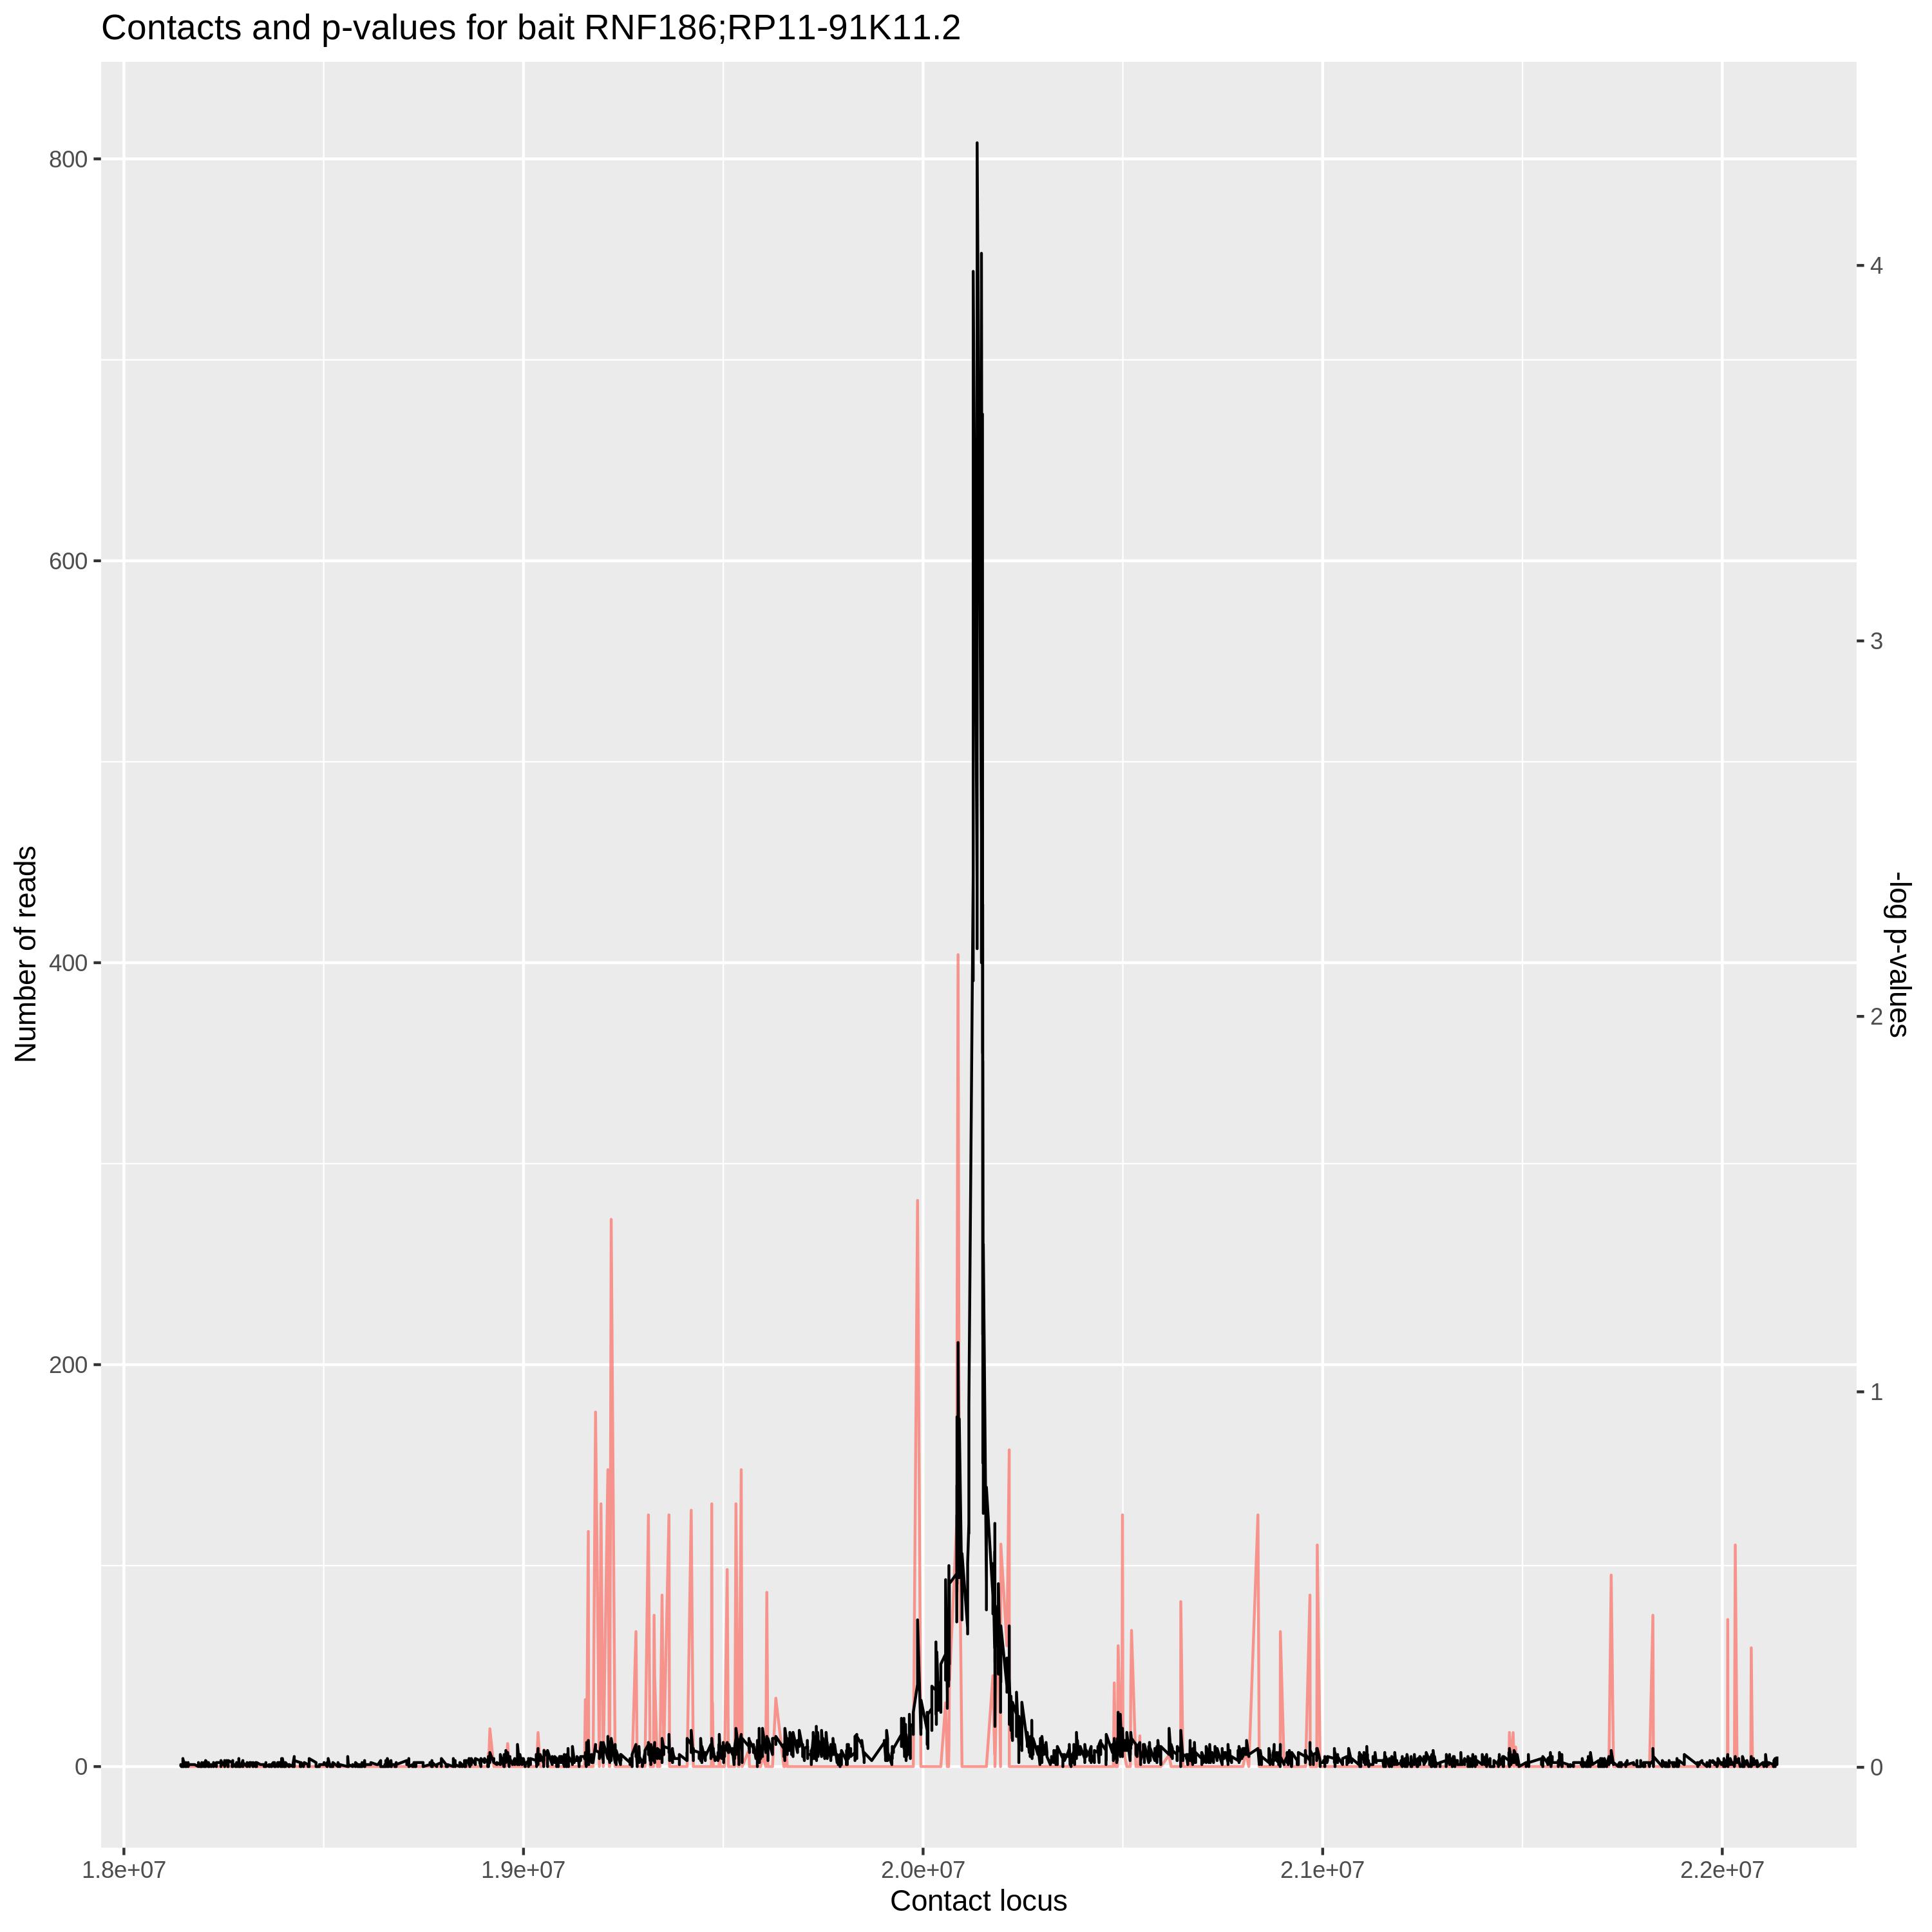 Contacts and p-values for bait RNF186;RP11-91K11.2
800
600
400
200
0
Number of reads
4
3
2
1
0
-log p-values
1.8e+07
1.9e+07
2.0e+07
2.1e+07
2.2e+07
Contact locus